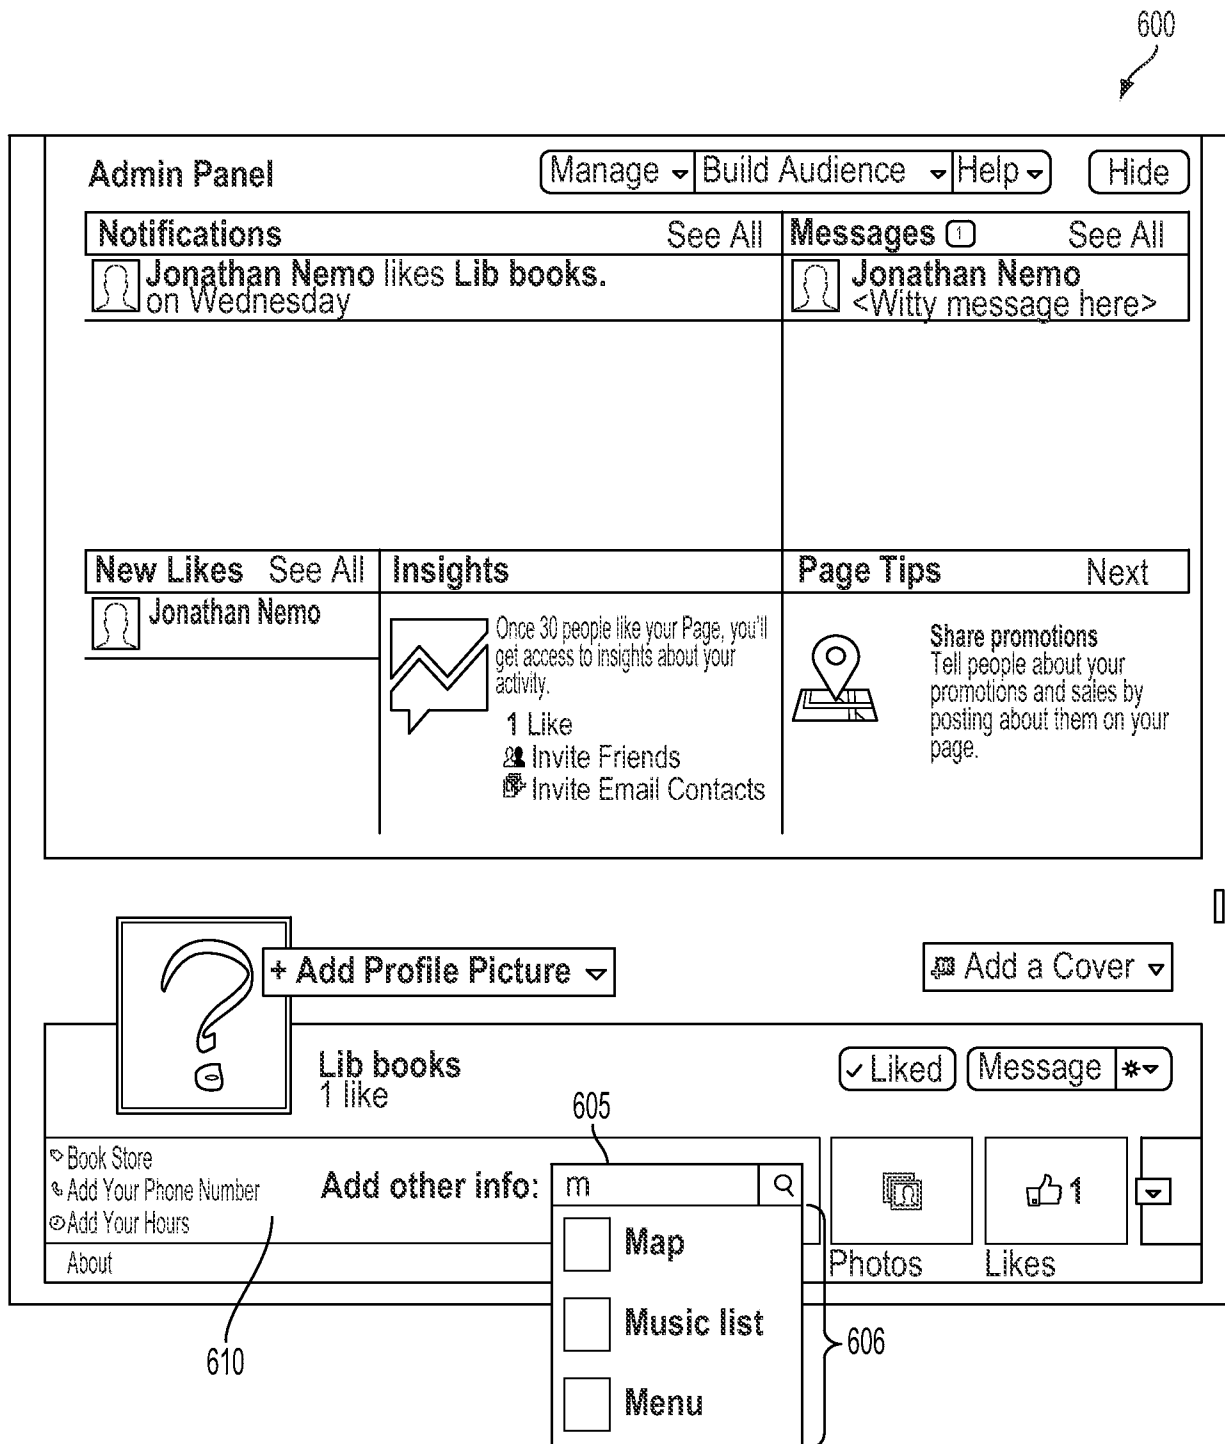 600
Admin Panel
Manage Build Audience Help Hide
Notifications See All
Jonathan Nemo likes Lib books.
on Wednesday
Messages 1 See All
Jonathan Nemo
<Witty message here>
New Likes See All
Jonathan Nemo
Insights
Once 30 people like your Page, you'll
get access to insights about your
activity.
1 Like
Invite Friends
Invite Email Contacts
Page Tips Next
Share promotions
Tell people about your
promotions and sales by
posting about them on your
page.
?
+ Add Profile Picture
Add a Cover
Lib books
1 like
Liked Message
605
Book Store
Add Your Phone Number
Add Your Hours
About
Add other info: m
Map
Music list
Menu
1
Photos Likes
606
610